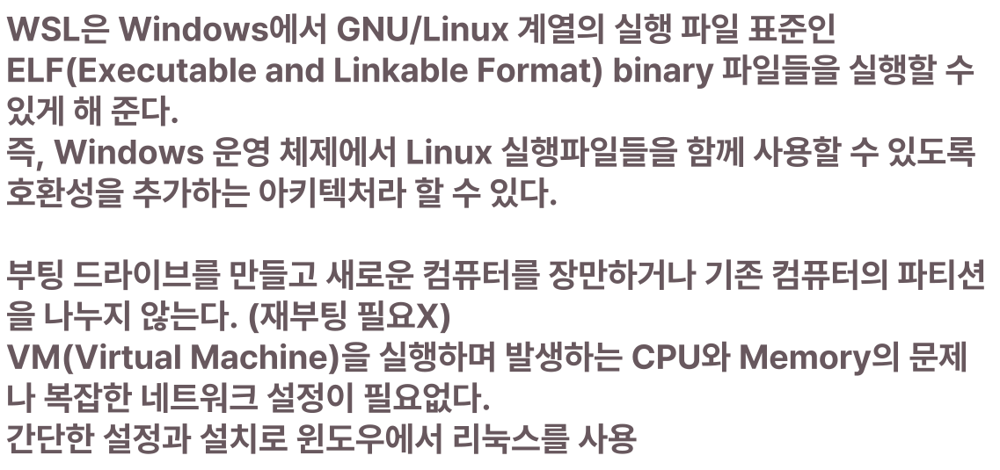 WSL은 Windows에서 GNU/Linux 계열의 실행 파일 표준인
ELF(Executable and Linkable Format) binary 파일들을 실행할 수
있게 해 준다.
즉, Windows 운영 체제에서 Linux 실행파일들을 함께 사용할 수 있도록
호환성을 추가하는 아키텍처라 할 수 있다.
부팅 드라이브를 만들고 새로운 컴퓨터를 장만하거나 기존 컴퓨터의 파티션
을 나누지 않는다. (재부팅 필요X)
VM(Virtual Machine)을 실행하며 발생하는 CPU와 Memory의 문제
나 복잡한 네트워크 설정이 필요없다.
간단한 설정과 설치로 윈도우에서 리눅스를 사용